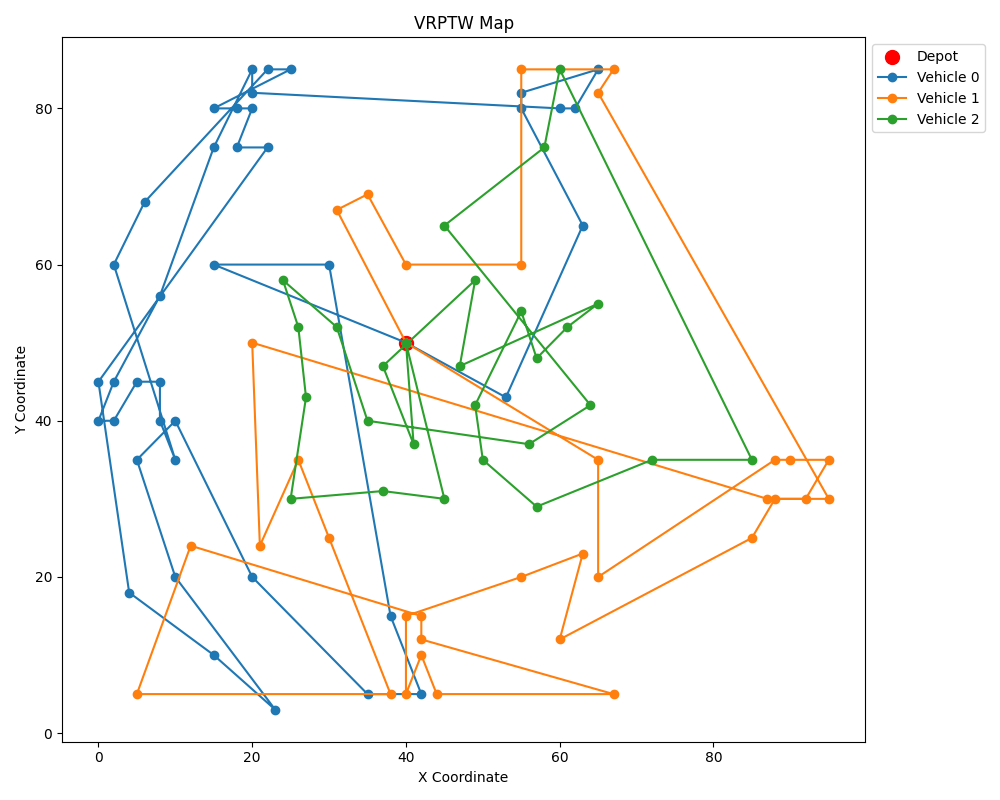 VRPTW Map
Depot
Vehicle 0
Vehicle 1
Vehicle 2
80
60
40
20
0
Y Coordinate
0 20 40 60 80
X Coordinate